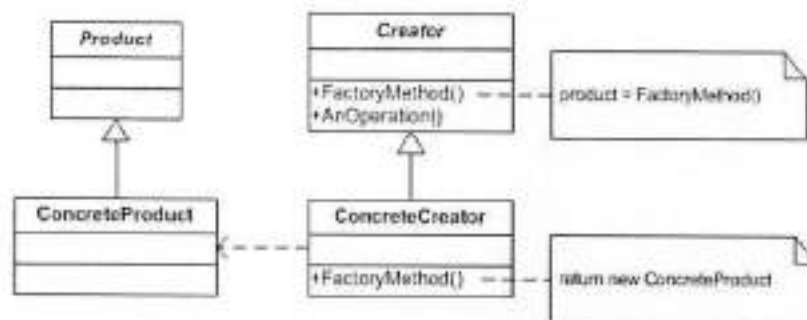 Product
Creator
+FactoryMethod()
+AnOperation()
product = FactoryMethod()
ConcreteProduct
ConcreteCreator
+FactoryMethod()
return new ConcreteProduct